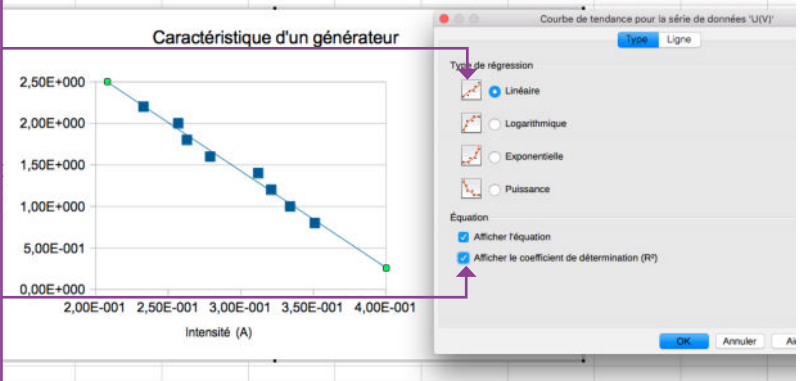 Caractéristique d'un générateur
2,50E+000
2,00E+000
1,50E+000
1,00E+000
5,00E-001
0,00E+000
2,00E-001 2,50E-001 3,00E-001 3,50E-001 4,00E-001
Intensité (A)
Courbe de tendance pour la série de données 'U(V)'
Type Ligne
Type de régression
Linéaire
Logarithmique
Exponentielle
Puissance
Équation
Afficher l'équation
Afficher le coefficient de détermination (R²)
OK Annuler